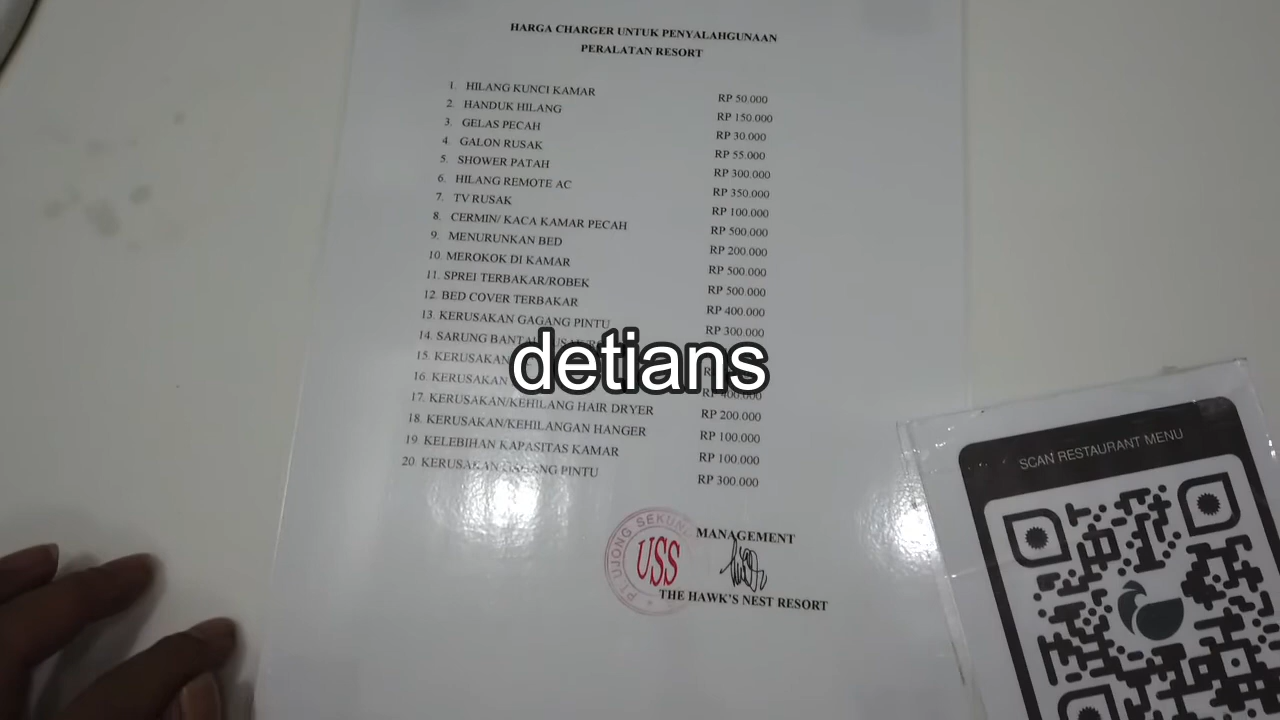 HARGA CHARGER UNTUK PENYALAHGUNAAN
PERALATAN RESORT
1. HILANG KUNCI KAMAR RP 50.000
2. HANDUK HILANG RP 150.000
3. GELAS PECAH RP 30.000
4. GALON RUSAK RP 55.000
5. SHOWER PATAH RP 300.000
6. HILANG REMOTE AC RP 350.000
7. TV RUSAK RP 100.000
8. CERMIN/ KACA KAMAR PECAH RP 500.000
9. MENURUNKAN BED RP 200.000
10. MEROKOK DI KAMAR RP 500.000
11. SPREI TERBAKAR/ROBEK RP 500.000
12. BED COVER TERBAKAR RP 400.000
13. KERUSAKAN GAGANG PINTU RP 300.000
14. SARUNG
15. KERUSAKAN
16. KERUSAKAN RP 400.000
17. KERUSAKAN/KEHILANG HAIR DRYER RP 200.000
18. KERUSAKAN/KEHILANGAN HANGER RP 100.000
19. KELEBIHAN KAPASITAS KAMAR RP 100.000
20. KERUSAKAN GAGANG PINTU RP 300.000
detians
MANAGEMENT
PT. UJONG SEKUNI
USS
THE HAWK'S NEST RESORT
SCAN RESTAURANT MENU